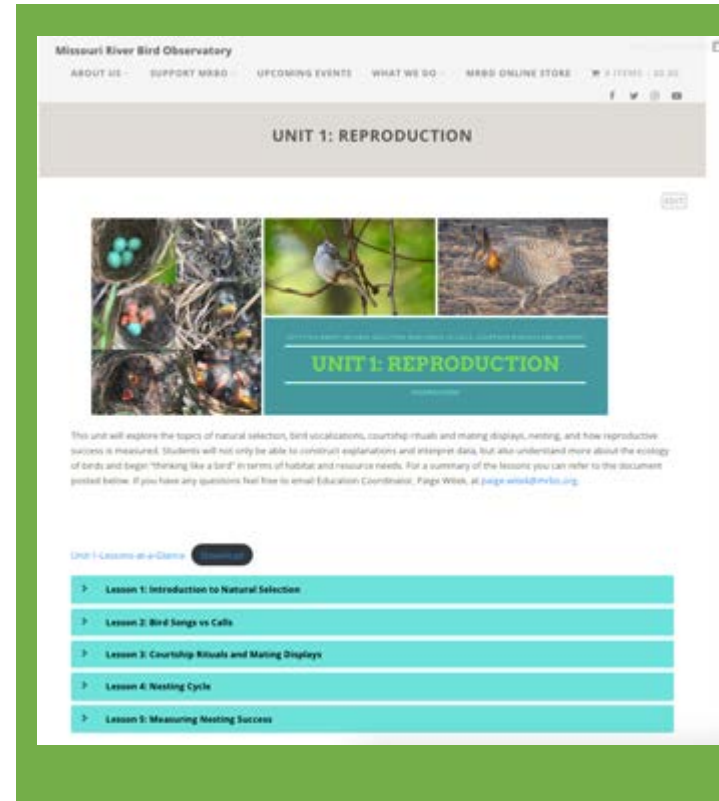 Missouri River Bird Observatory
ABOUT US SUPPORT MRBO UPCOMING EVENTS WHAT WE DO MRBO ONLINE STORE 0 ITEMS $0.00
UNIT 1: REPRODUCTION
EDIT
UNIT 1: REPRODUCTION
This unit will explore the topics of natural selection, bird vocalizations, courtship rituals and mating displays, nesting, and how reproductive
success is measured. Students will not only be able to construct explanations and interpret data, but also understand more about the ecology
of birds and begin "thinking like a bird" in terms of habitat and resource needs. For a summary of the lessons you can refer to the document
posted below. If you have any questions feel free to email Education Coordinator, Paige Witek, at paige.witek@mrbo.org.
Unit-1-Lessons-at-a-Glance Download
Lesson 1: Introduction to Natural Selection
Lesson 2: Bird Songs vs Calls
Lesson 3: Courtship Rituals and Mating Displays
Lesson 4: Nesting Cycle
Lesson 5: Measuring Nesting Success